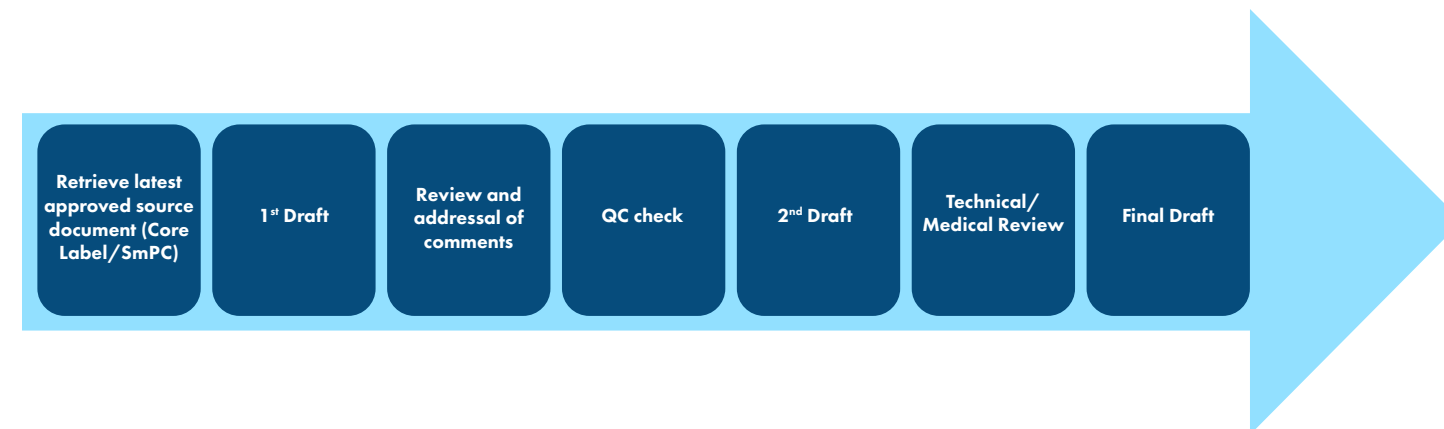 Retrieve latest
approved source
document (Core
Label/SmPC)
1st Draft
Review and
addressal of
comments
QC check
2nd Draft
Technical/
Medical Review
Final Draft